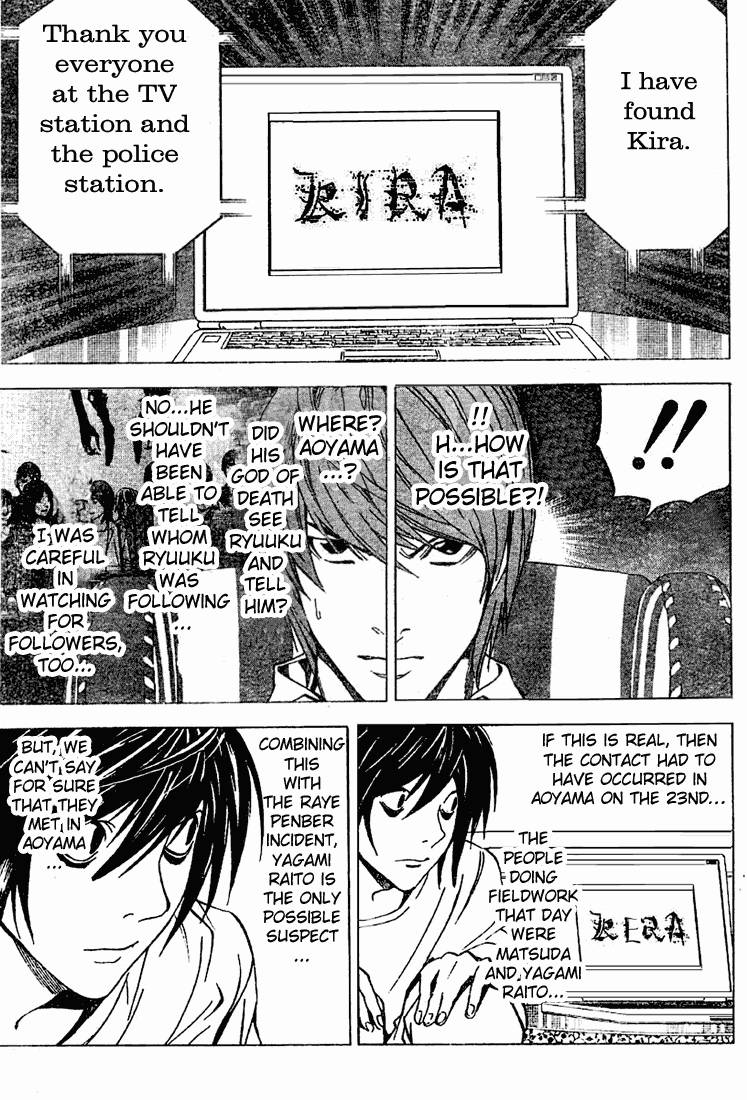 I have
found
Kira.
Thank you
everyone
at the TV
station and
the police
station.
KIRA
!!
!!
H...HOW
IS THAT
POSSIBLE?!
WHERE?
AOYAMA
...?
DID
HIS
GOD OF
DEATH
SEE
RYUUKU
AND
TELL
HIM?
NO...HE
SHOULDN'T
HAVE
BEEN
ABLE TO
TELL
WHOM
RYUUKU
WAS
FOLLOWING
...
I WAS
CAREFUL
IN
WATCHING
FOR
FOLLOWERS,
TOO...
IF THIS IS REAL, THEN
THE CONTACT HAD TO
HAVE OCCURRED IN
AOYAMA ON THE 23ND...
THE
PEOPLE
DOING
FIELDWORK
THAT DAY
WERE
MATSUDA
AND YAGAMI
RAITO...
KIRA
COMBINING
THIS
WITH
THE RAYE
PENBER
INCIDENT,
YAGAMI
RAITO IS
THE ONLY
POSSIBLE
SUSPECT
...
BUT, WE
CAN'T SAY
FOR SURE
THAT THEY
MET IN
AOYAMA
...